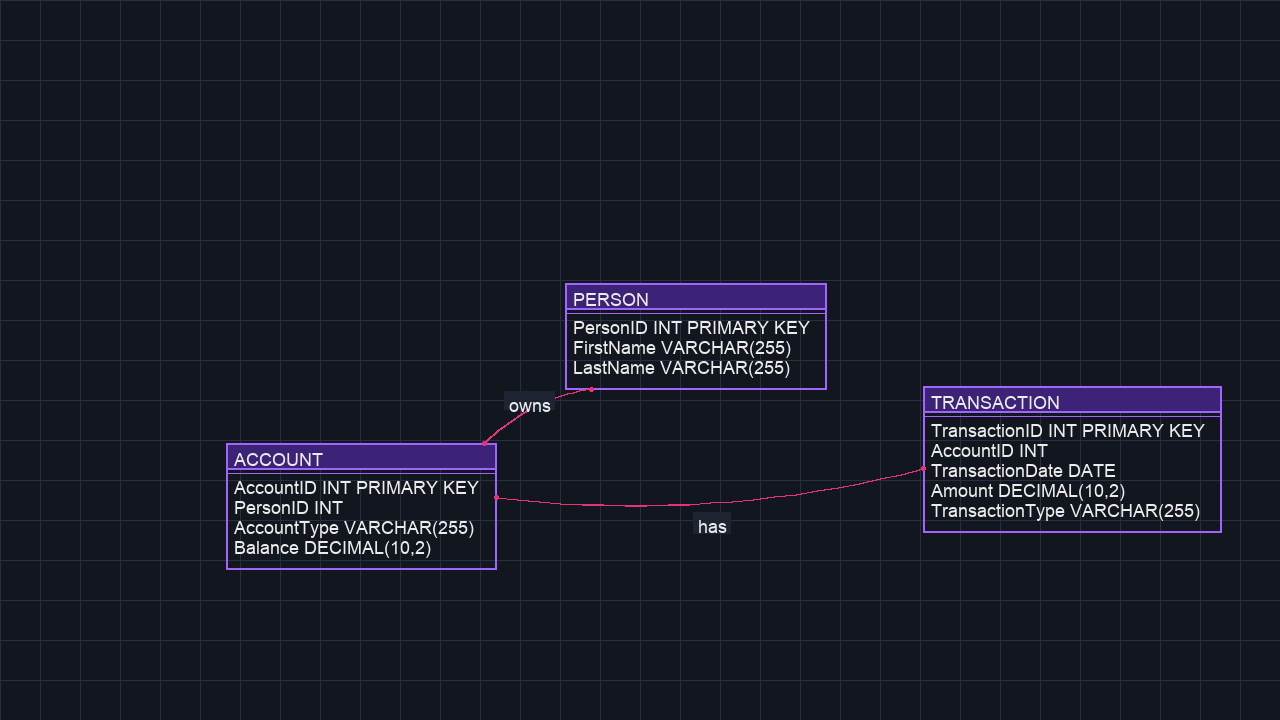 PERSON
PersonID INT PRIMARY KEY
FirstName VARCHAR(255)
LastName VARCHAR(255)
owns
ACCOUNT
AccountID INT PRIMARY KEY
PersonID INT
AccountType VARCHAR(255)
Balance DECIMAL(10,2)
has
TRANSACTION
TransactionID INT PRIMARY KEY
AccountID INT
TransactionDate DATE
Amount DECIMAL(10,2)
TransactionType VARCHAR(255)